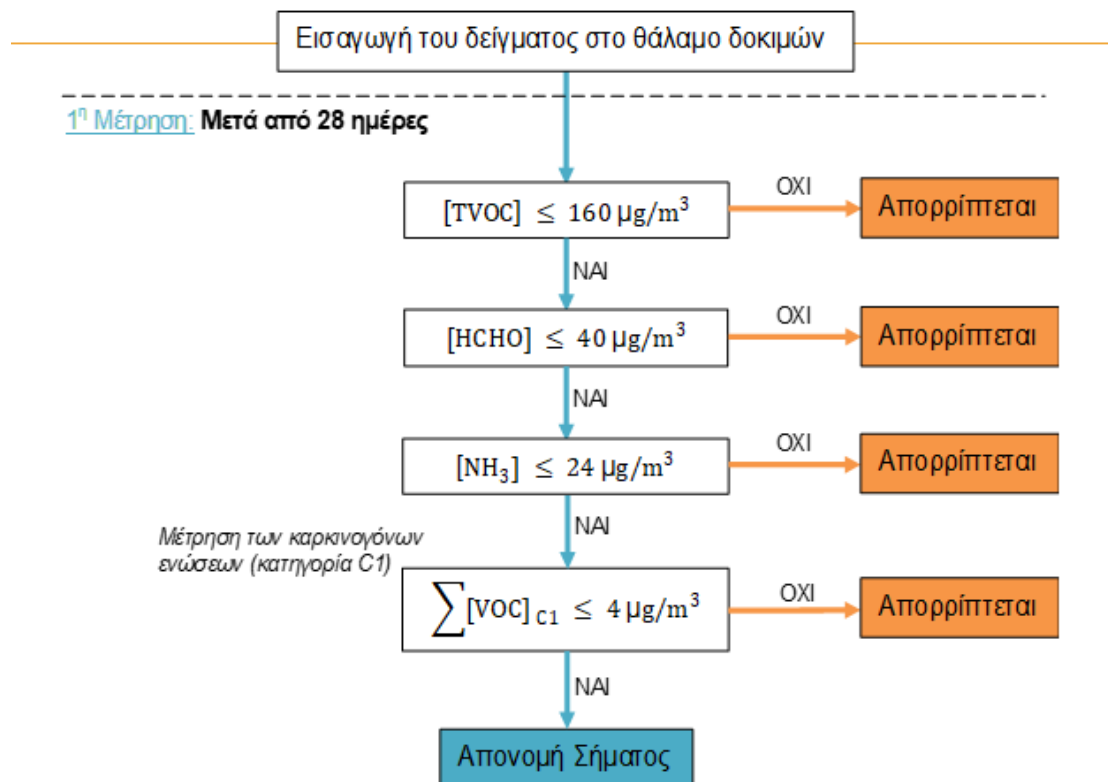 Εισαγωγή του δείγματος στο θάλαμο δοκιμών
1η Μέτρηση: Μετά από 28 ημέρες
[TVOC] ≤ 160 μg/m³
ΟΧΙ
Απορρίπτεται
ΝΑΙ
[HCHO] ≤ 40 μg/m³
ΟΧΙ
Απορρίπτεται
ΝΑΙ
[NH₃] ≤ 24 μg/m³
ΟΧΙ
Απορρίπτεται
ΝΑΙ
Μέτρηση των καρκινογόνων
ενώσεων (κατηγορία C1)
∑[VOC] C1 ≤ 4 μg/m³
ΟΧΙ
Απορρίπτεται
ΝΑΙ
Απονομή Σήματος